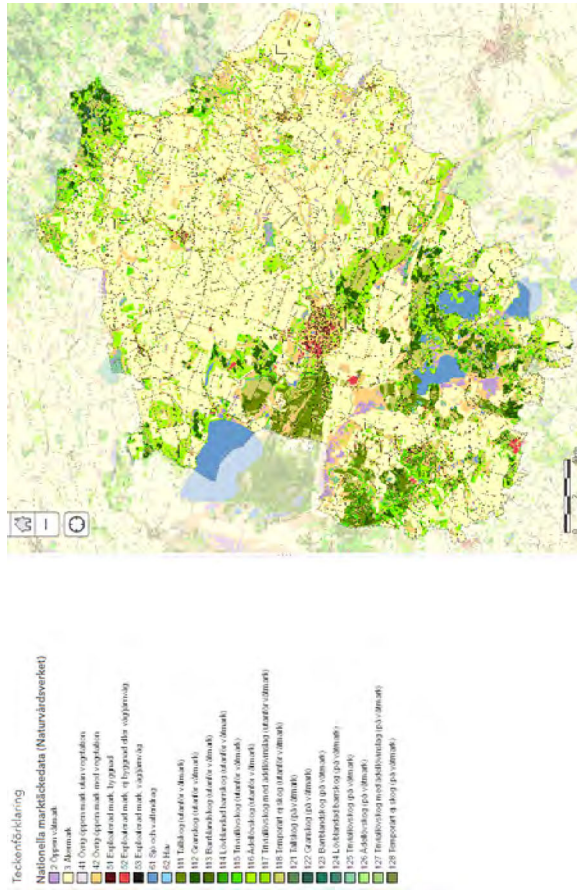 Teckenförklaring
Nationella marktäckedata (Naturvårdsverket)
2 Öppen våtmark
3 Åkermark
41 Övrig öppen mark utan vegetation
42 Övrig öppen mark med vegetation
51 Exploaterad mark, byggnad
52 Exploaterad mark, ej byggnad eller väg/järnväg
53 Exploaterad mark, väg/järnväg
61 Sjö och vattendrag
62 Hav
111 Tallskog (utanför våtmark)
112 Granskog (utanför våtmark)
113 Barrblandskog (utanför våtmark)
114 Lövblandad barrskog (utanför våtmark)
115 Triviallövskog (utanför våtmark)
116 Ädellövskog (utanför våtmark)
117 Triviallövskog med ädellövinslag (utanför våtmark)
118 Temporärt ej skog (utanför våtmark)
121 Tallskog (på våtmark)
122 Granskog (på våtmark)
123 Barrblandskog (på våtmark)
124 Lövblandad barrskog (på våtmark)
125 Triviallövskog (på våtmark)
126 Ädellövskog (på våtmark)
127 Triviallövskog med ädellövinslag (på våtmark)
128 Temporärt ej skog (på våtmark)